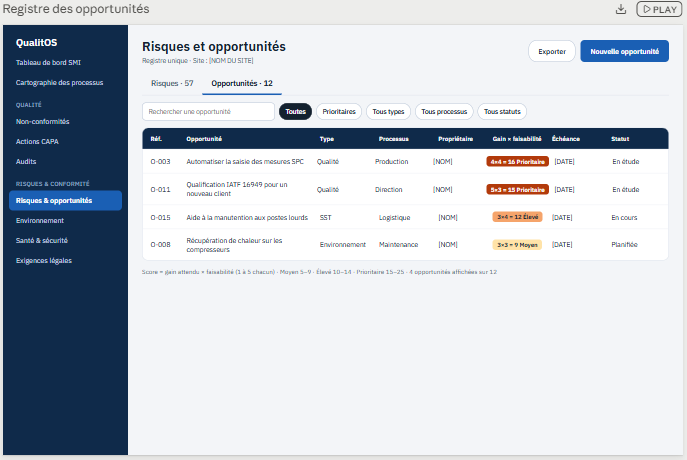 Registre des opportunités
PLAY
QualitOS
Tableau de bord SMI
Cartographie des processus
QUALITÉ
Non-conformités
Actions CAPA
Audits
RISQUES & CONFORMITÉ
Risques & opportunités
Environnement
Santé & sécurité
Exigences légales
Risques et opportunités
Registre unique · Site : [NOM DU SITE]
Exporter
Nouvelle opportunité
Risques · 57
Opportunités · 12
Rechercher une opportunité
Toutes
Prioritaires
Tous types
Tous processus
Tous statuts
Réf. Opportunité Type Processus Propriétaire Gain × faisabilité Échéance Statut
O-003 Automatiser la saisie des mesures SPC Qualité Production [NOM] 4×4 = 16 Prioritaire [DATE] En étude
O-011 Qualification IATF 16949 pour un
nouveau client Qualité Direction [NOM] 5×3 = 15 Prioritaire [DATE] En étude
O-015 Aide à la manutention aux postes lourds SST Logistique [NOM] 3×4 = 12 Élevé [DATE] En cours
O-008 Récupération de chaleur sur les
compresseurs Environnement Maintenance [NOM] 3×3 = 9 Moyen [DATE] Planifiée
Score = gain attendu × faisabilité (1 à 5 chacun) · Moyen 5–9 · Élevé 10–14 · Prioritaire 15–25 · 4 opportunités affichées sur 12